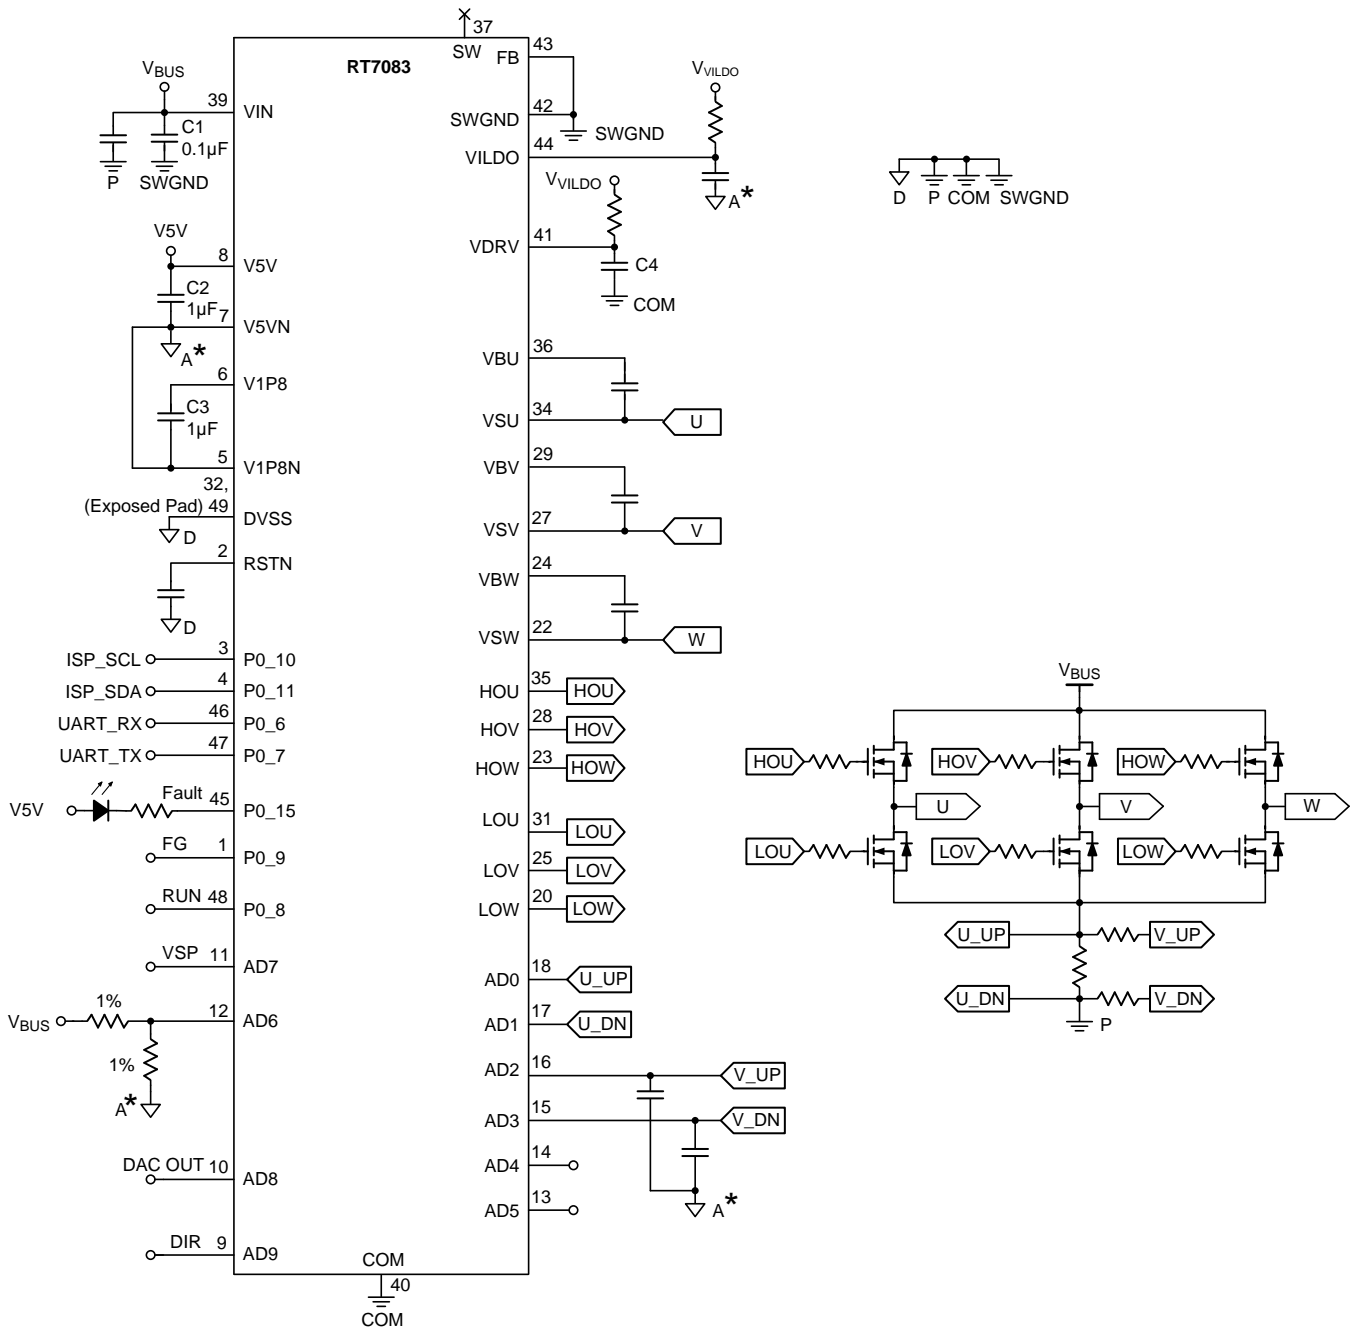 RT7083
37
SW
43
FB
42
SWGND
SWGND
44
VILDO
VVILDO
A*
VVILDO
41
VDRV
C4
COM
36
VBU
34
VSU
U
29
VBV
27
VSV
V
24
VBW
22
VSW
W
35
HOU
HOU
28
HOV
HOV
23
HOW
HOW
31
LOU
LOU
25
LOV
LOV
20
LOW
LOW
18
AD0
U_UP
17
AD1
U_DN
16
AD2
V_UP
15
AD3
V_DN
14
AD4
13
AD5
A*
COM
40
COM
VBUS
39
VIN
C1
0.1µF
P
SWGND
V5V
8
V5V
C2
1µF
7
V5VN
A*
6
V1P8
C3
1µF
5
V1P8N
32,
(Exposed Pad) 49
DVSS
D
2
RSTN
D
ISP_SCL
3
P0_10
ISP_SDA
4
P0_11
UART_RX
46
P0_6
UART_TX
47
P0_7
V5V
Fault
45
P0_15
FG
1
P0_9
RUN
48
P0_8
VSP
11
AD7
VBUS
1%
12
AD6
1%
A*
DAC OUT
10
AD8
DIR
9
AD9
D
P
COM
SWGND
VBUS
HOU
HOV
HOW
U
V
W
LOU
LOV
LOW
U_UP
V_UP
U_DN
V_DN
P